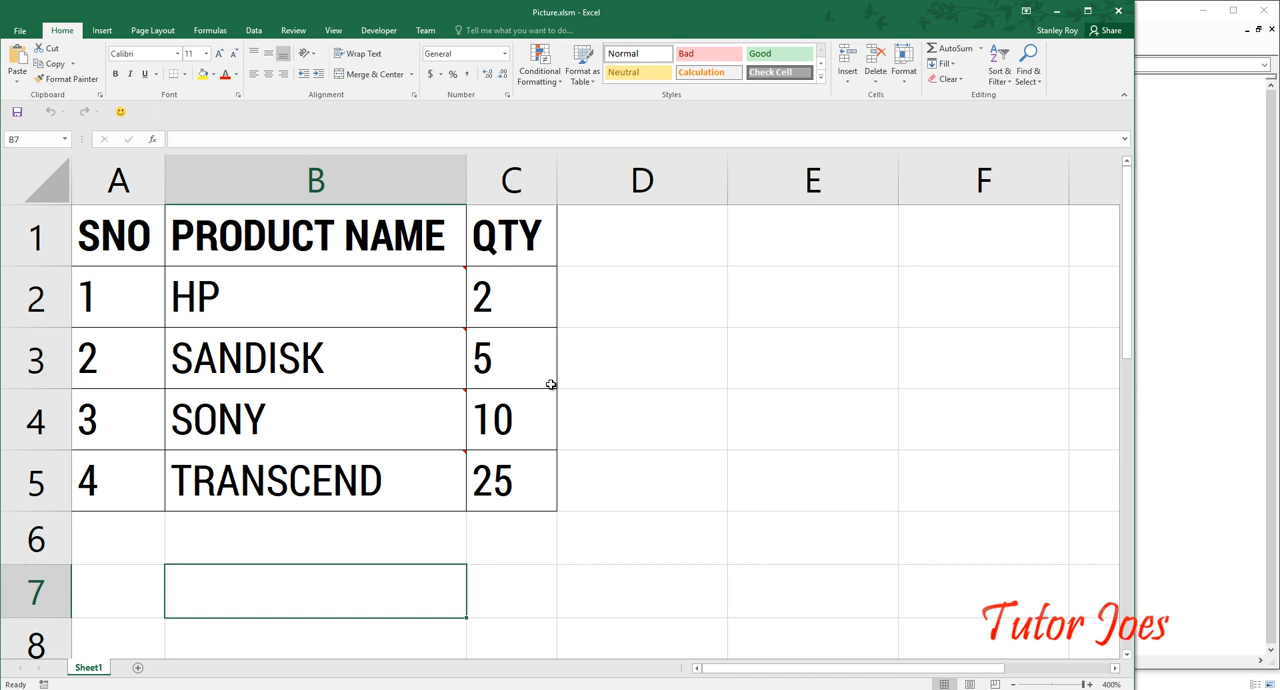 Picture.xlsm - Excel
File Home Insert Page Layout Formulas Data Review View Developer Team Tell me what you want to do... Stanley Roy Share
Paste Cut Copy Format Painter Clipboard
Calibri 11 B I U A A A Font
Wrap Text Merge & Center Alignment
General $ % , Number
Conditional Formatting Format as Table Normal Bad Good Neutral Calculation Check Cell Styles
Insert Delete Format Cells
AutoSum Fill Clear Sort & Filter Find & Select Editing
B7 fx
A B C D E F
1 SNO PRODUCT NAME QTY
2 1 HP 2
3 2 SANDISK 5
4 3 SONY 10
5 4 TRANSCEND 25
6
7
8
Tutor Joes
Sheet1
Ready 400%